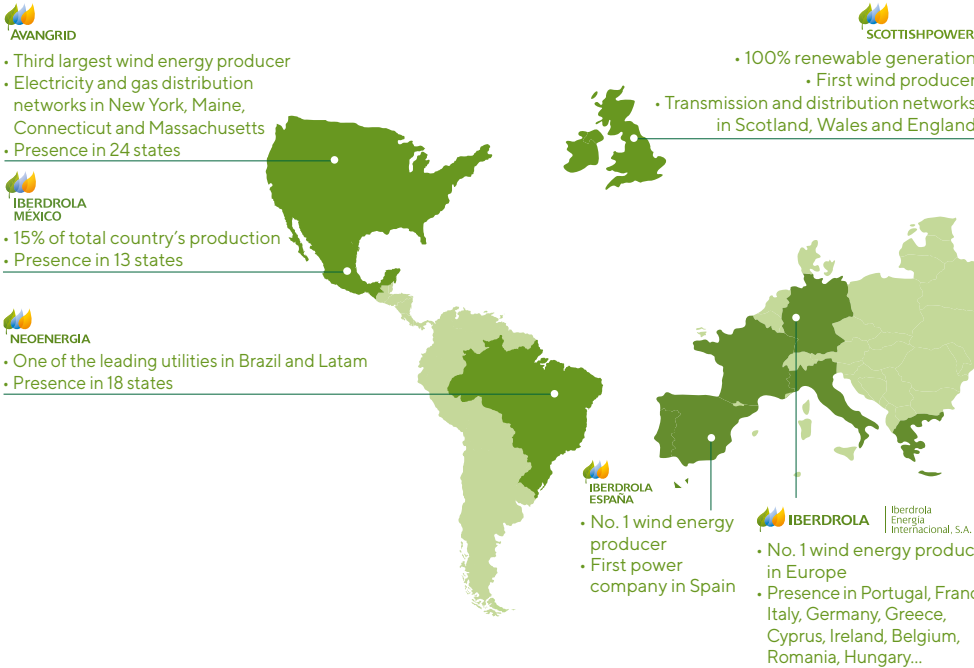 AVANGRID
• Third largest wind energy producer
• Electricity and gas distribution
networks in New York, Maine,
Connecticut and Massachusetts
• Presence in 24 states
IBERDROLA
MÉXICO
• 15% of total country's production
• Presence in 13 states
NEOENERGIA
• One of the leading utilities in Brazil and Latam
• Presence in 18 states
SCOTTISHPOWER
• 100% renewable generation
• First wind producer
• Transmission and distribution networks
in Scotland, Wales and England
IBERDROLA
ESPAÑA
• No. 1 wind energy
producer
• First power
company in Spain
IBERDROLA
Iberdrola
Energía
Internacional, S.A.
• No. 1 wind energy produc
in Europe
• Presence in Portugal, Franc
Italy, Germany, Greece,
Cyprus, Ireland, Belgium,
Romania, Hungary...